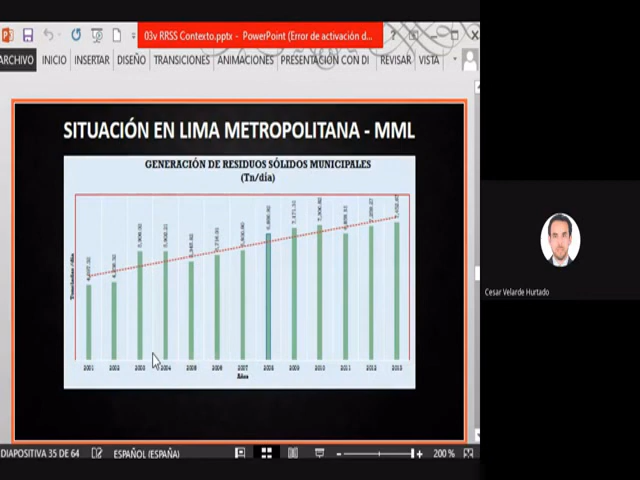 03v RRSS Contexto.pptx - PowerPoint (Error de activación d...
ARCHIVO INICIO INSERTAR DISEÑO TRANSICIONES ANIMACIONES PRESENTACIÓN CON DI REVISAR VISTA
SITUACIÓN EN LIMA METROPOLITANA - MML
GENERACIÓN DE RESIDUOS SÓLIDOS MUNICIPALES
(Tn/día)
Toneladas /día
2001 2002 2003 2004 2005 2006 2007 2008 2009 2010 2011 2012 2013
Años
Cesar Velarde Hurtado
DIAPOSITIVA 35 DE 64 ESPAÑOL (ESPAÑA) 200 %